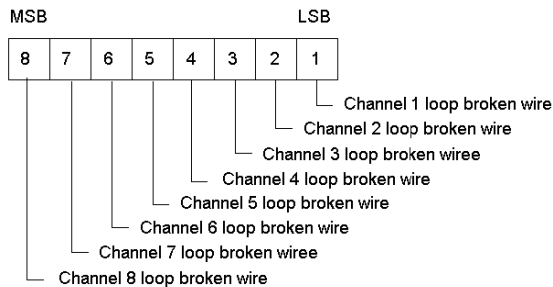 MSB LSB
8 7 6 5 4 3 2 1
Channel 1 loop broken wire
Channel 2 loop broken wire
Channel 3 loop broken wiree
Channel 4 loop broken wire
Channel 5 loop broken wire
Channel 6 loop broken wire
Channel 7 loop broken wiree
Channel 8 loop broken wire